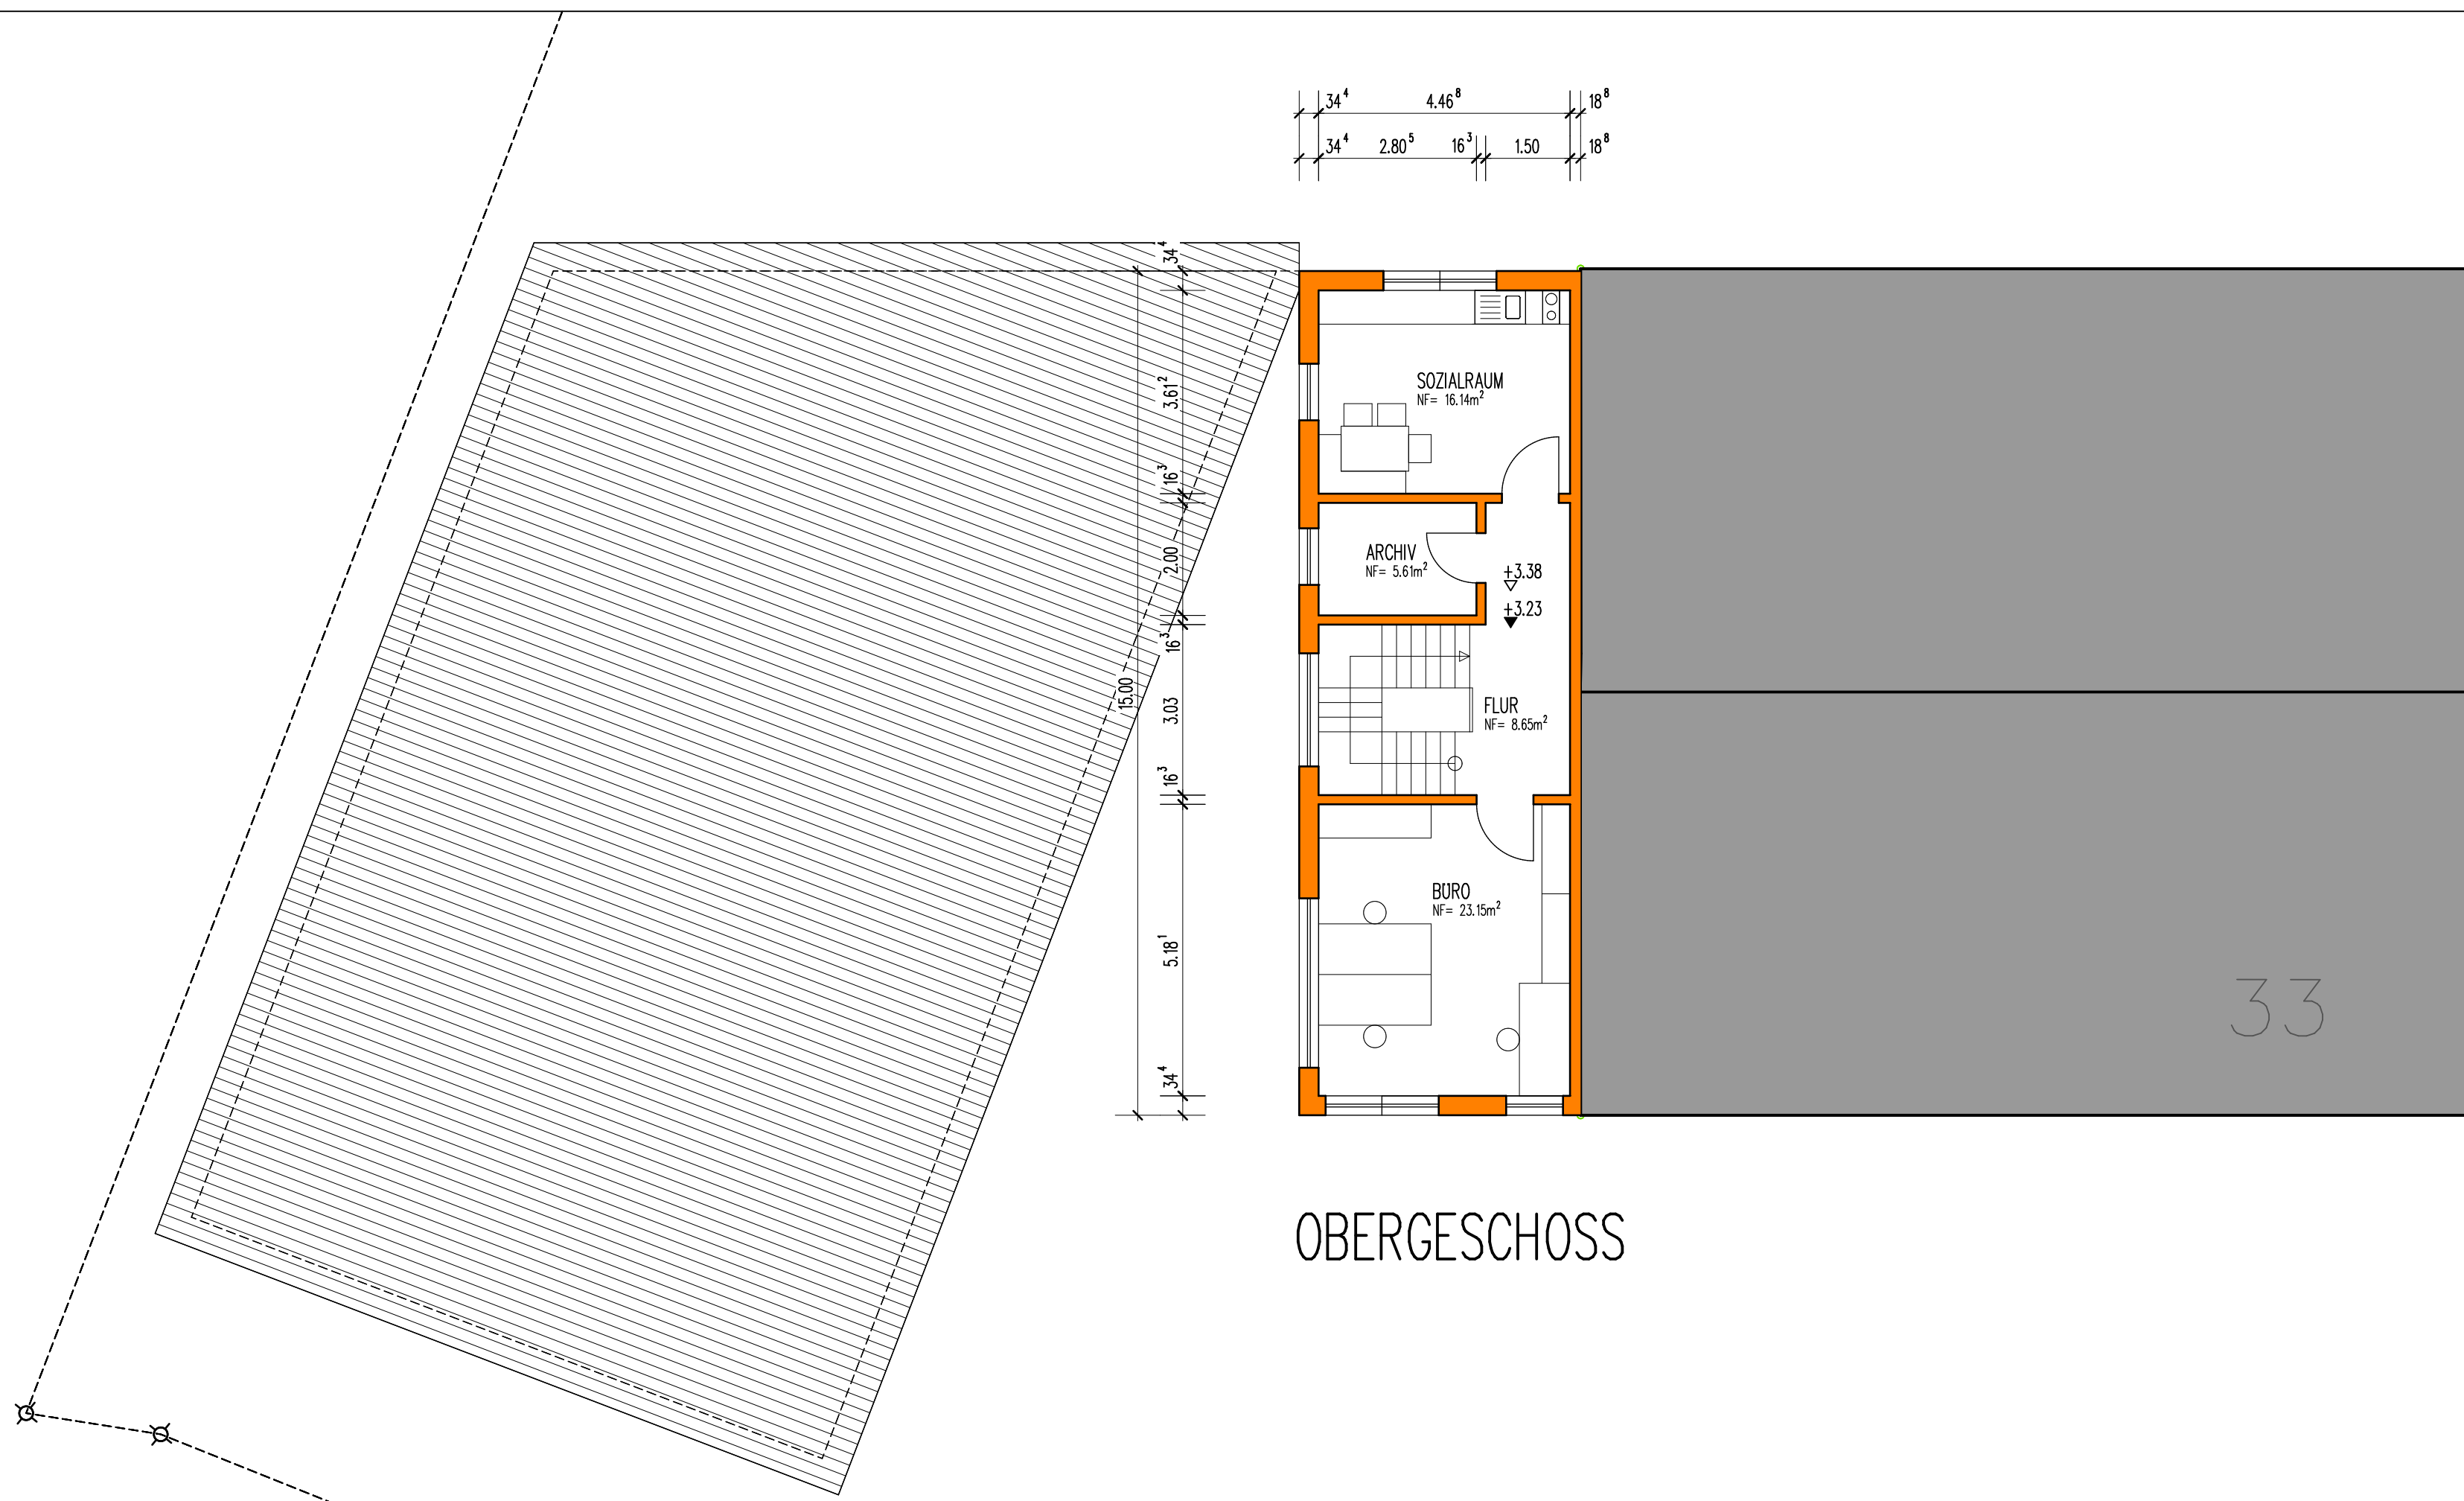 34⁴ 4.46⁸ 18⁸
34⁴ 2.80⁵ 16³ 1.50 18⁸
34⁴
3.61²
16³
2.00
16³
15.00
3.03
16³
5.18¹
34⁴
SOZIALRAUM
NF= 16.14m²
ARCHIV
NF= 5.61m²
+3.38
+3.23
FLUR
NF= 8.65m²
BÜRO
NF= 23.15m²
33
OBERGESCHOSS